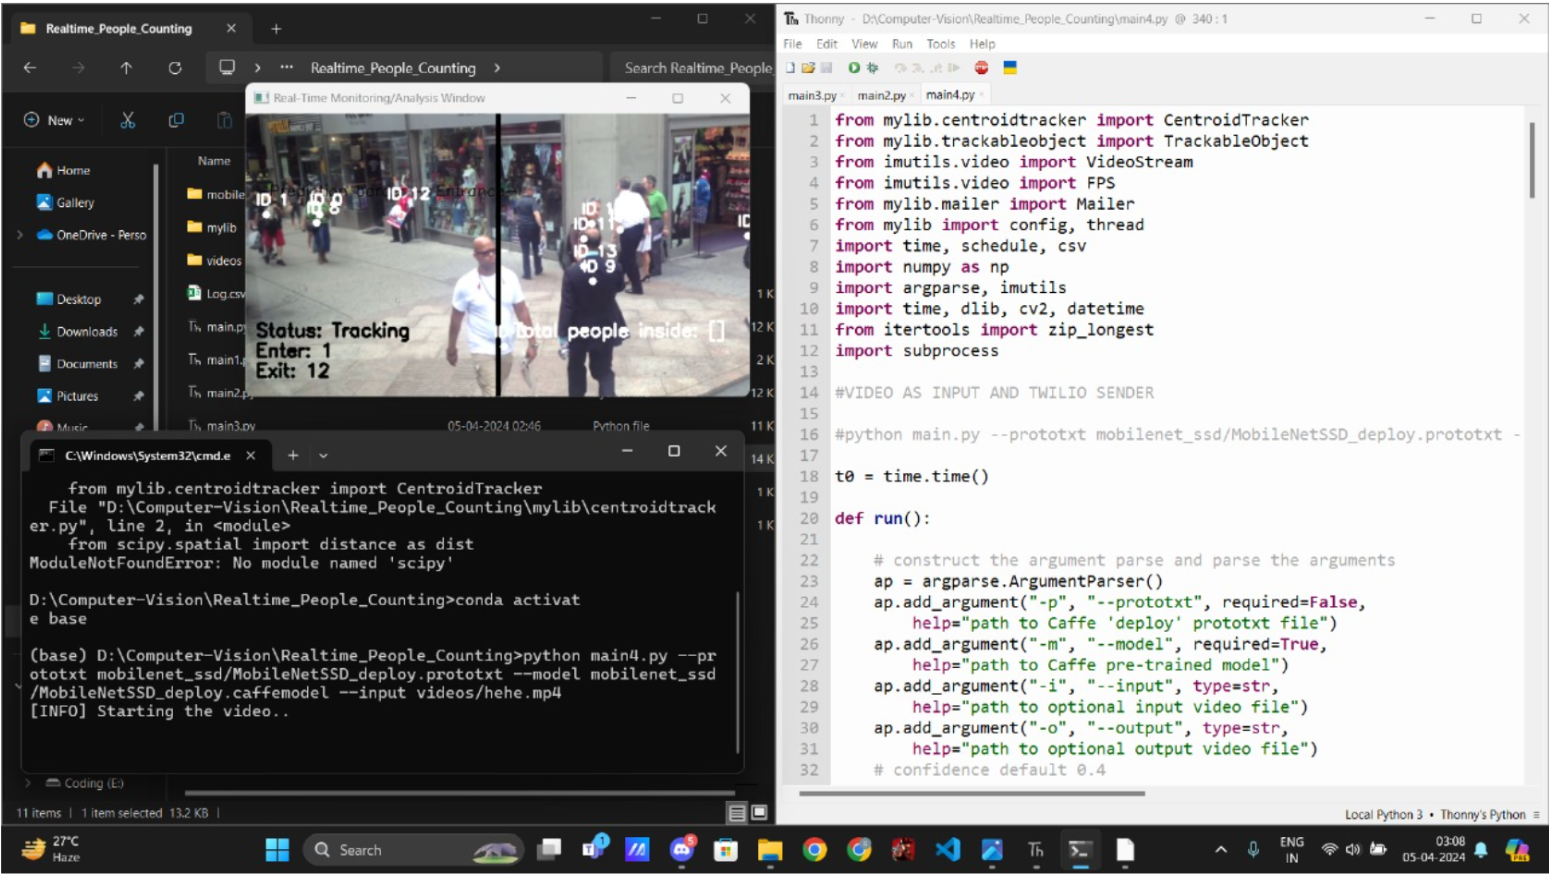 Realtime_People_Counting
Realtime_People_Counting
Search Realtime_People_
New
Home
Gallery
OneDrive - Perso
Desktop
Downloads
Documents
Pictures
Music
Name
mobile
mylib
videos
Log.csv
main.py
main1.
main2.py
main3.py 05-04-2024 02:46 Python file 11 K
1 K
12 K
2 K
12 K
14 K
1 K
1 K
Real-Time Monitoring/Analysis Window
ID 1
ID 12
ID 11
ID 13
ID 9
Status: Tracking
Enter: 1
Exit: 12
Total people inside: []
C:\Windows\System32\cmd.e
from mylib.centroidtracker import CentroidTracker
File "D:\Computer-Vision\Realtime_People_Counting\mylib\centroidtrack
er.py", line 2, in <module>
from scipy.spatial import distance as dist
ModuleNotFoundError: No module named 'scipy'
D:\Computer-Vision\Realtime_People_Counting>conda activat
e base
(base) D:\Computer-Vision\Realtime_People_Counting>python main4.py --pr
ototxt mobilenet_ssd/MobileNetSSD_deploy.prototxt --model mobilenet_ssd
/MobileNetSSD_deploy.caffemodel --input videos/hehe.mp4
[INFO] Starting the video..
Coding (E:)
11 items | 1 item selected 13.2 KB |
Th Thonny - D:\Computer-Vision\Realtime_People_Counting\main4.py @ 340 : 1
File Edit View Run Tools Help
main3.py main2.py main4.py
1 from mylib.centroidtracker import CentroidTracker
2 from mylib.trackableobject import TrackableObject
3 from imutils.video import VideoStream
4 from imutils.video import FPS
5 from mylib.mailer import Mailer
6 from mylib import config, thread
7 import time, schedule, csv
8 import numpy as np
9 import argparse, imutils
10 import time, dlib, cv2, datetime
11 from itertools import zip_longest
12 import subprocess
13
14 #VIDEO AS INPUT AND TWILIO SENDER
15
16 #python main.py --prototxt mobilenet_ssd/MobileNetSSD_deploy.prototxt -
17
18 t0 = time.time()
19
20 def run():
21
22 # construct the argument parse and parse the arguments
23 ap = argparse.ArgumentParser()
24 ap.add_argument("-p", "--prototxt", required=False,
25 help="path to Caffe 'deploy' prototxt file")
26 ap.add_argument("-m", "--model", required=True,
27 help="path to Caffe pre-trained model")
28 ap.add_argument("-i", "--input", type=str,
29 help="path to optional input video file")
30 ap.add_argument("-o", "--output", type=str,
31 help="path to optional output video file")
32 # confidence default 0.4
Local Python 3 • Thonny's Python
27°C
Haze
Search
1
5
Th
ENG
IN
03:08
05-04-2024
PRE